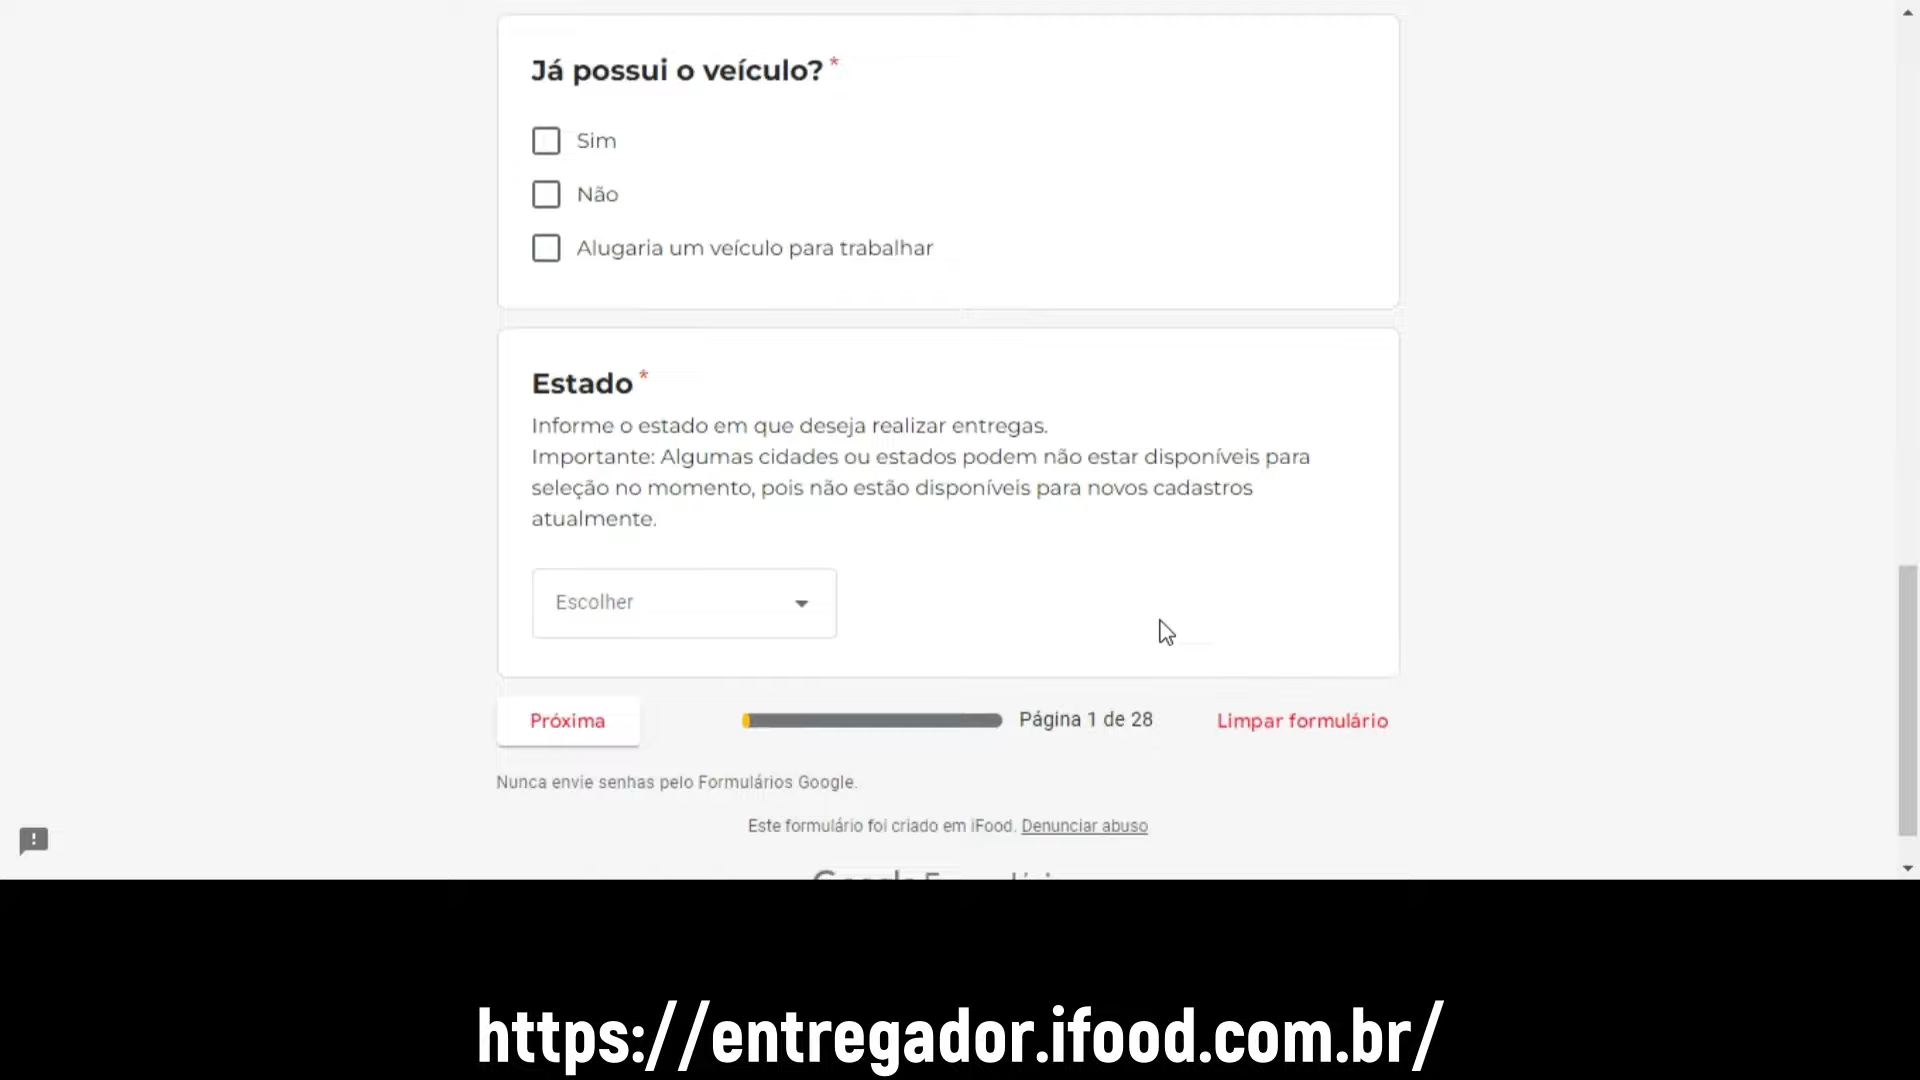 Já possui o veículo? *
Sim
Não
Alugaria um veículo para trabalhar
Estado *
Informe o estado em que deseja realizar entregas.
Importante: Algumas cidades ou estados podem não estar disponíveis para
seleção no momento, pois não estão disponíveis para novos cadastros
atualmente.
Escolher
Próxima
Página 1 de 28
Limpar formulário
Nunca envie senhas pelo Formulários Google.
Este formulário foi criado em iFood. Denunciar abuso
https://entregador.ifood.com.br/